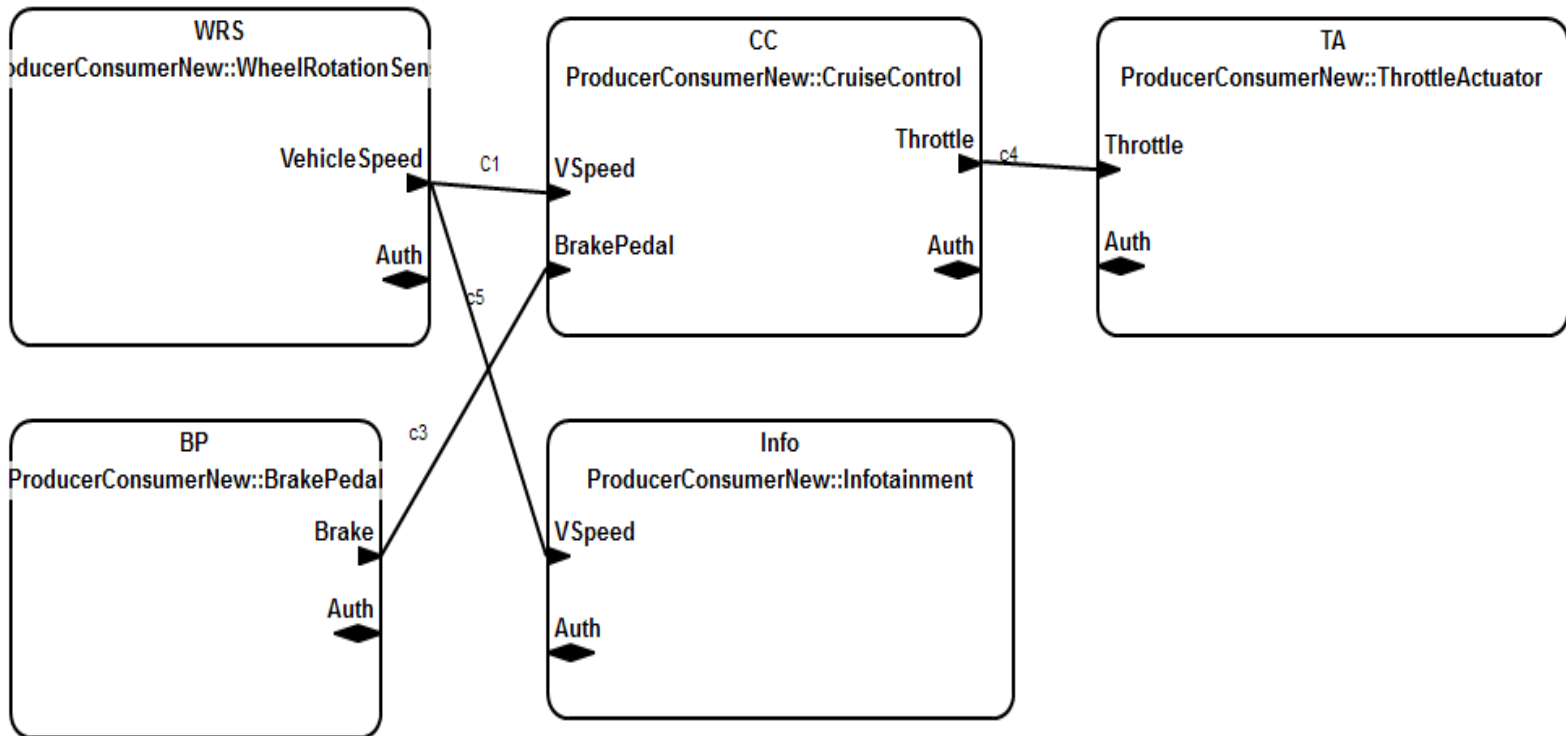 WRS
oducerConsumerNew::WheelRotationSen
VehicleSpeed
Auth
C1
c5
CC
ProducerConsumerNew::CruiseControl
VSpeed
BrakePedal
Throttle
Auth
c4
TA
ProducerConsumerNew::ThrottleActuator
Throttle
Auth
BP
ProducerConsumerNew::BrakePedal
Brake
Auth
c3
Info
ProducerConsumerNew::Infotainment
VSpeed
Auth